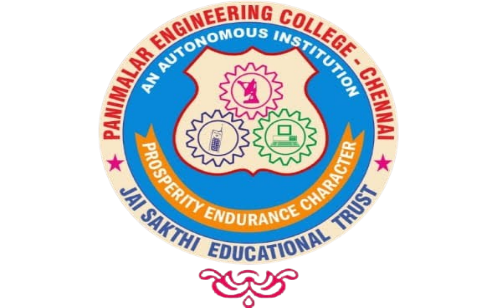 PANIMALAR ENGINEERING COLLEGE - CHENNAI
AN AUTONOMOUS INSTITUTION
PROSPERITY ENDURANCE CHARACTER
JAI SAKTHI EDUCATIONAL TRUST